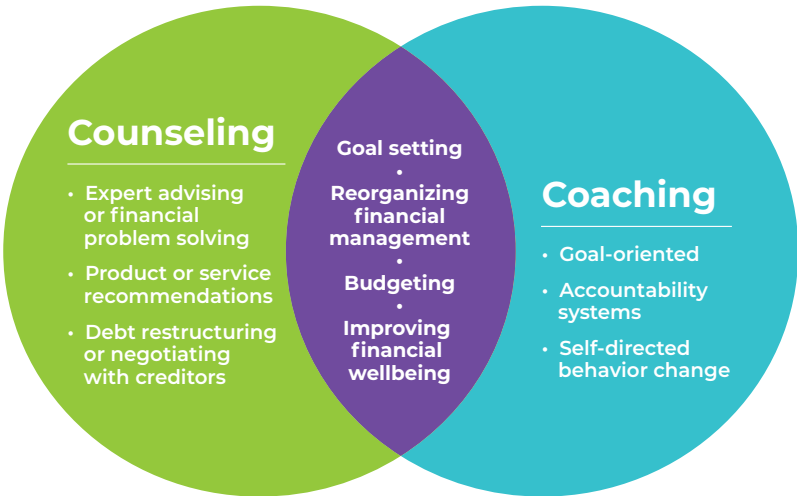 Counseling
• Expert advising
or financial
problem solving
• Product or service
recommendations
• Debt restructuring
or negotiating
with creditors
Goal setting
•
Reorganizing
financial
management
•
Budgeting
•
Improving
financial
wellbeing
Coaching
• Goal-oriented
• Accountability
systems
• Self-directed
behavior change